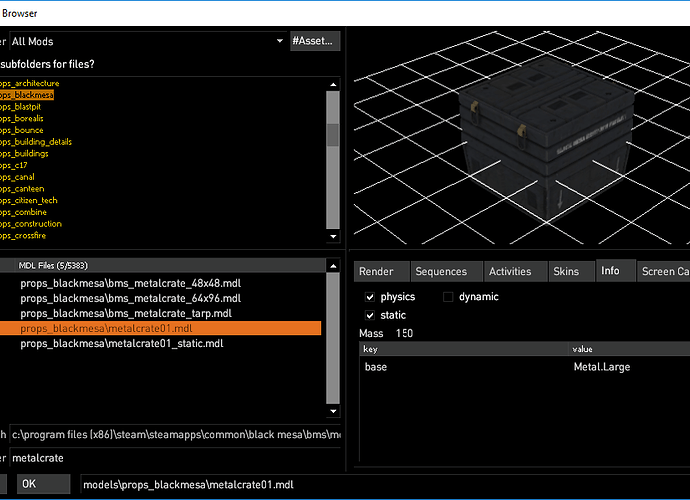 Browser
er All Mods #Asset...
subfolders for files?
ops_architecture
ops_blackmesa
ops_blastpit
ops_borealis
ops_bounce
ops_building_details
ops_buildings
ops_c17
ops_canal
ops_canteen
ops_citizen_tech
ops_combine
ops_construction
ops_crossfire
MDL Files (5/5383)
props_blackmesa\bms_metalcrate_48x48.mdl
props_blackmesa\bms_metalcrate_64x96.mdl
props_blackmesa\bms_metalcrate_tarp.mdl
props_blackmesa\metalcrate01.mdl
props_blackmesa\metalcrate01_static.mdl
h c:\program files (x86)\steam\steamapps\common\black mesa\bms\mo
er metalcrate
OK models\props_blackmesa\metalcrate01.mdl
Render Sequences Activities Skins Info Screen Ca
physics dynamic
static
Mass 150
key value
base Metal.Large